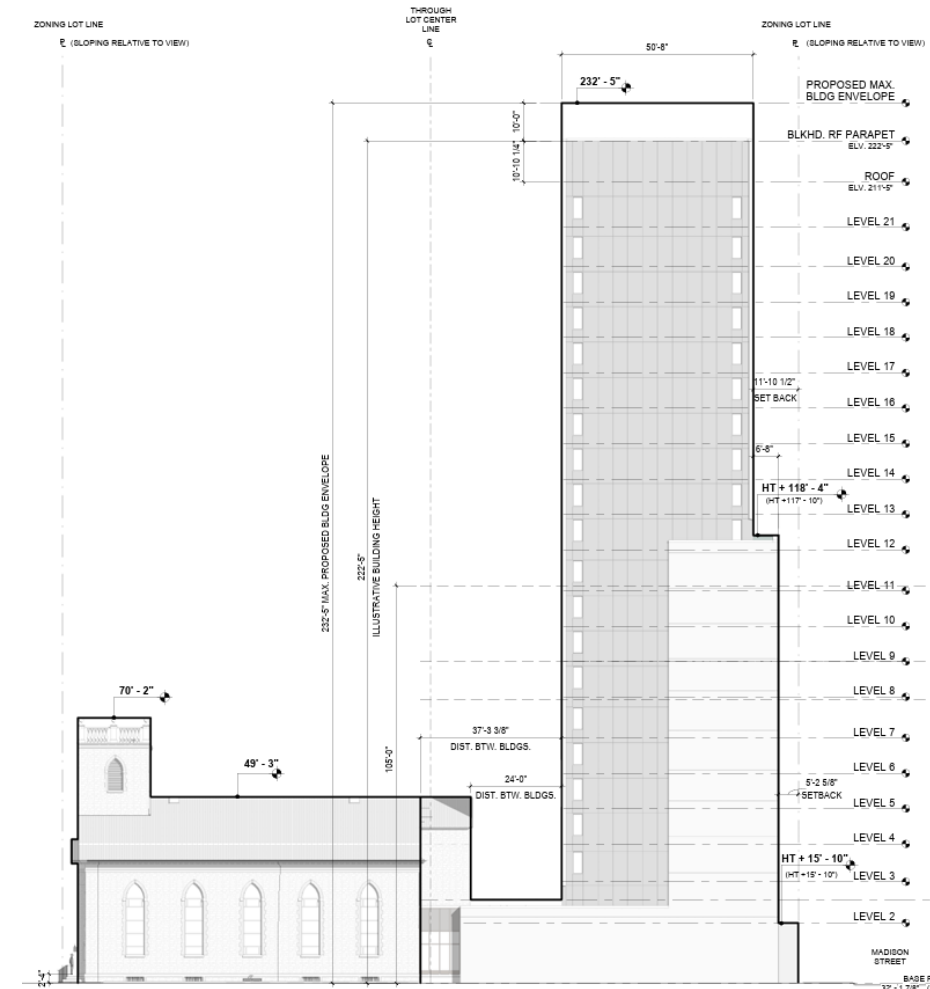 THROUGH
LOT CENTER
LINE
ZONING LOT LINE
(SLOPING RELATIVE TO VIEW)
ZONING LOT LINE
(SLOPING RELATIVE TO VIEW)
50'-8"
232' - 5"
PROPOSED MAX.
BLDG ENVELOPE
10'-0"
BLKHD. RF PARAPET
ELV. 222'-5"
10'-10 1/4"
ROOF
ELV. 211'-5"
LEVEL 21
LEVEL 20
LEVEL 19
LEVEL 18
LEVEL 17
11'-10 1/2"
SET BACK
LEVEL 16
LEVEL 15
6'-8"
LEVEL 14
HT + 118' - 4"
(HT +117' - 10")
LEVEL 13
LEVEL 12
232'-5" MAX. PROPOSED BLDG ENVELOPE
222'-5"
ILLUSTRATIVE BUILDING HEIGHT
LEVEL 11
LEVEL 10
LEVEL 9
LEVEL 8
70' - 2"
37'-3 3/8"
DIST. BTW. BLDGS.
LEVEL 7
105'-0"
49' - 3"
LEVEL 6
24'-0"
DIST. BTW. BLDGS.
5'-2 5/8"
SETBACK
LEVEL 5
LEVEL 4
HT + 15' - 10"
(HT +15' - 10")
LEVEL 3
LEVEL 2
MADISON
STREET
BASE